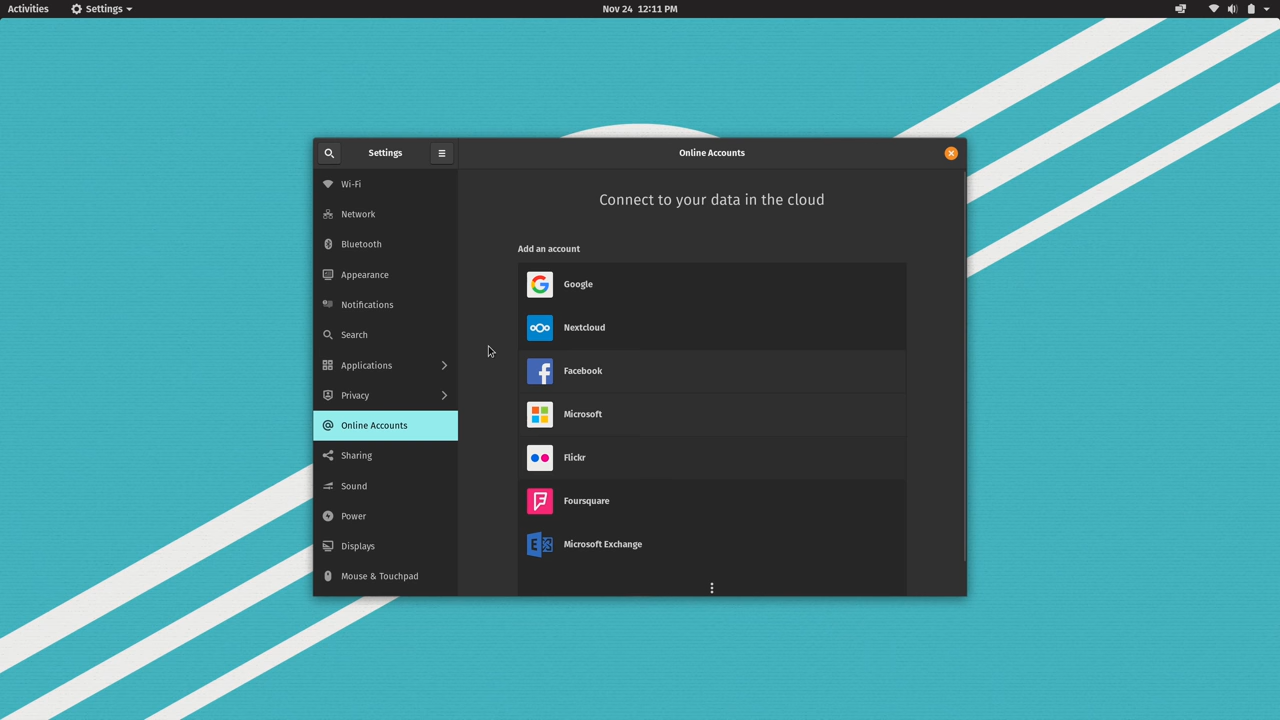 Activities Settings Nov 24 12:11 PM
Settings
Online Accounts
Wi-Fi
Network
Bluetooth
Appearance
Notifications
Search
Applications
Privacy
Online Accounts
Sharing
Sound
Power
Displays
Mouse & Touchpad
Connect to your data in the cloud
Add an account
Google
Nextcloud
Facebook
Microsoft
Flickr
Foursquare
Microsoft Exchange